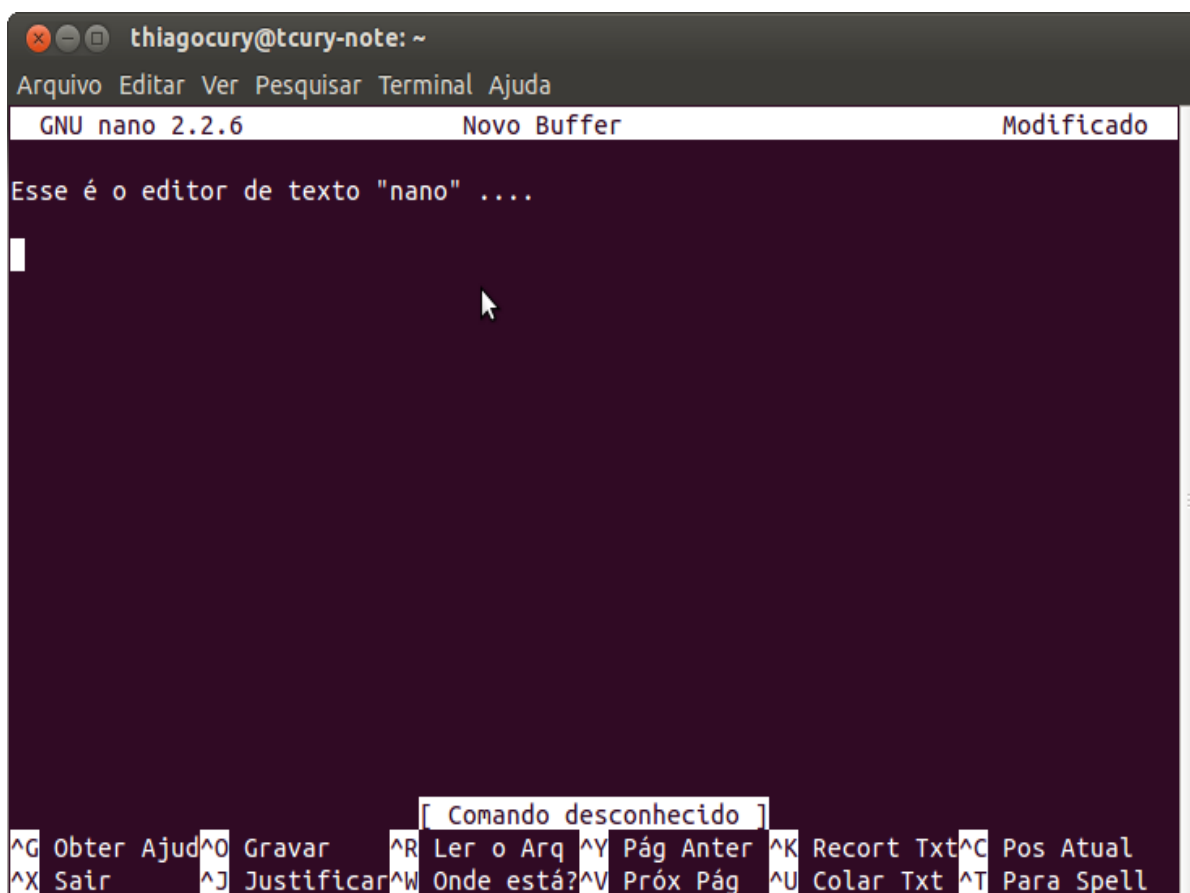 thiagocury@tcury-note: ~
Arquivo Editar Ver Pesquisar Terminal Ajuda
GNU nano 2.2.6 Novo Buffer Modificado
Esse é o editor de texto "nano" ....
[ Comando desconhecido ]
^G Obter Ajud^O Gravar ^R Ler o Arq ^Y Pág Anter ^K Recort Txt^C Pos Atual
^X Sair ^J Justificar^W Onde está?^V Próx Pág ^U Colar Txt ^T Para Spell